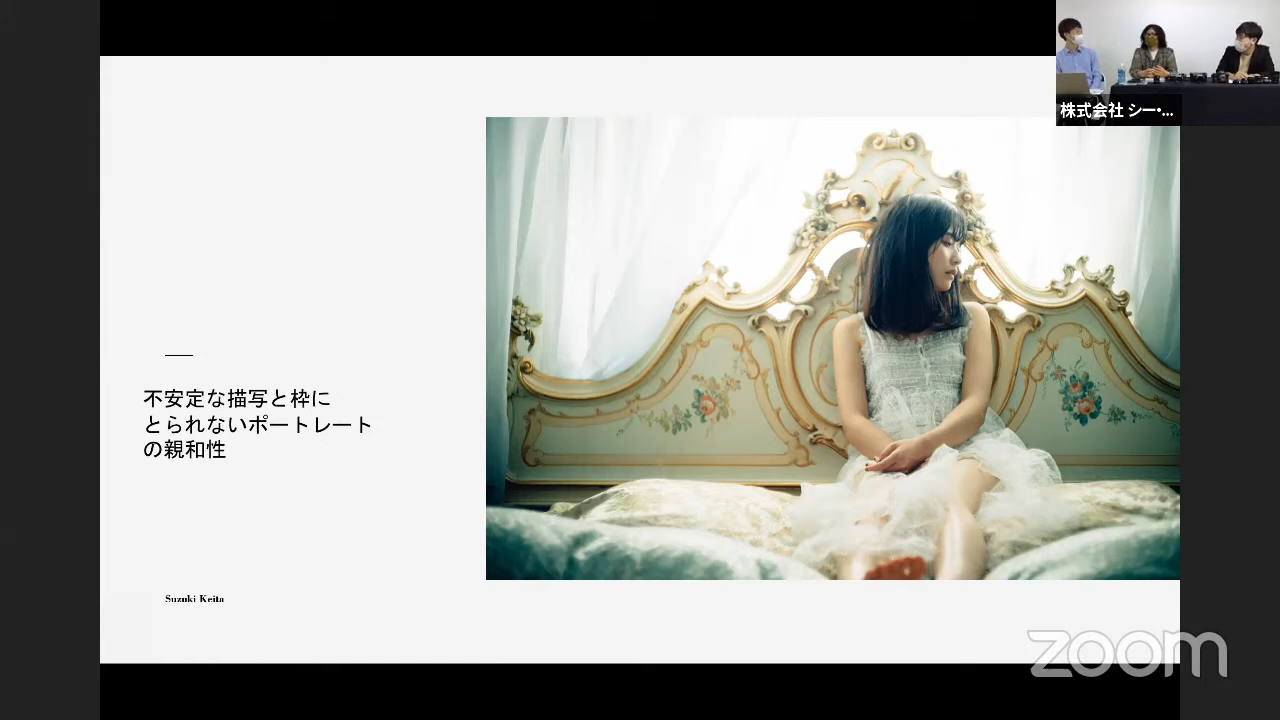 株式会社 シー・...
不安定な描写と枠に
とられないポートレート
の親和性
Suzuki Keita
zoom